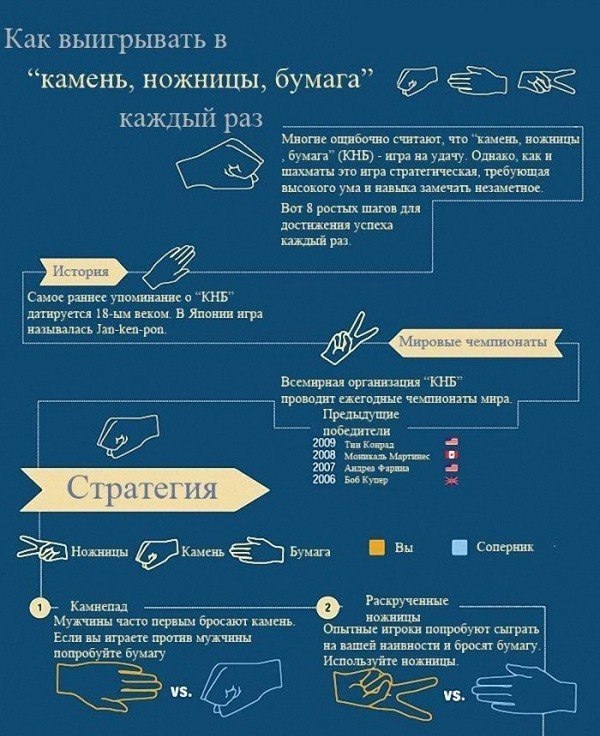 Как выигрывать в
“камень, ножницы, бумага”
каждый раз
Многие ощибочно считают, что “камень, ножницы
, бумага” (КНБ) - игра на удачу. Однако, как и
шахматы это игра стратегическая, требующая
высокого ума и навыка замечать незаметное.
Вот 8 ростых шагов для
достижения успеха
каждый раз.
История
Самое раннее упоминание о “КНБ”
датируется 18-ым веком. В Японии игра
называлась Jan-ken-pon.
Мировые чемпионаты
Всемирная организация “КНБ”
проводит ежегодные чемпионаты мира.
Предыдущие
победители
2009 Тим Конрад
2008 Моникаль Мартинес
2007 Андреа Фарина
2006 Боб Купер
Стратегия
Ножницы
Камень
Бумага
Вы
Соперник
1 Камнепад
Мужчины часто первым бросают камень.
Если вы играете против мужчины
попробуйте бумагу
vs.
2 Раскрученные
ножницы
Опытные игроки попробуют сыграть
на вашей наивности и бросят бумагу.
Используйте ножницы.
vs.